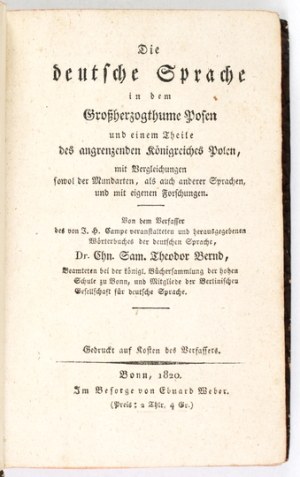 Die
deutsche Sprache
in dem
Großherzogthume Posen
und einem Theile
des angrenzenden Königreiches Polen,
mit Vergleichungen
sowol der Mundarten, als auch anderer Sprachen,
und mit eigenen Forschungen.
Von dem Verfasser
des von J. H. Campe veranstalteten und herausgegebenen
Wörterbuches der deutschen Sprache,
Dr. Chn. Sam. Theodor Bernd,
Beamteten bei der königl. Büchersammlung der hohen
Schule zu Bonn, und Mitgliede der Berlinischen
Gesellschaft für deutsche Sprache.
Gedruckt auf Kosten des Verfassers.
Bonn, 1820.
Im Besorge von Eduard Weber.
(Preis: 2 Thlr. 4 Gr.)